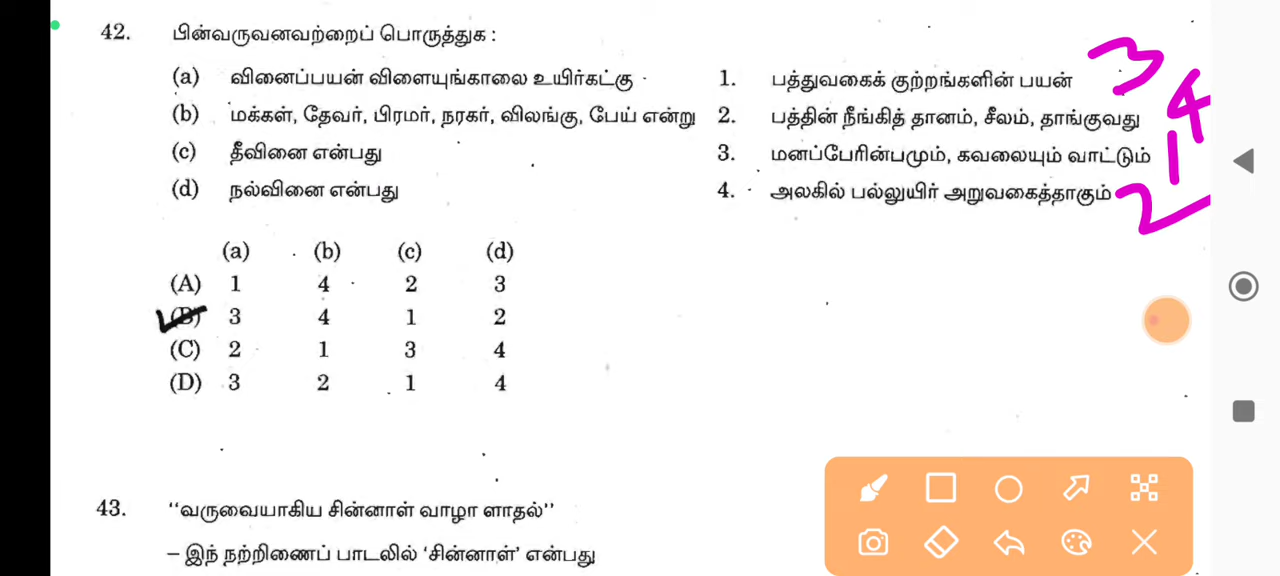 42. பின்வருவனவற்றைப் பொருத்துக :
(a) வினைப்பயன் விளையுங்காலை உயிர்கட்கு 1. பத்துவகைக் குற்றங்களின் பயன் 3
(b) மக்கள், தேவர், பிரமர், நரகர், விலங்கு, பேய் என்று 2. பத்தின் நீங்கித் தானம், சீலம், தாங்குவது 4
(c) தீவினை என்பது 3. மனப்பேரின்பமும், கவலையும் வாட்டும் 1
(d) நல்வினை என்பது 4. அலகில் பல்லுயிர் அறுவகைத்தாகும் 2
(a) (b) (c) (d)
(A) 1 4 2 3
(B) 3 4 1 2
(C) 2 1 3 4
(D) 3 2 1 4
43. ‘‘வருவையாகிய சின்னாள் வாழா ளாதல்’’
– இந் நற்றிணைப் பாடலில் ‘சின்னாள்’ என்பது